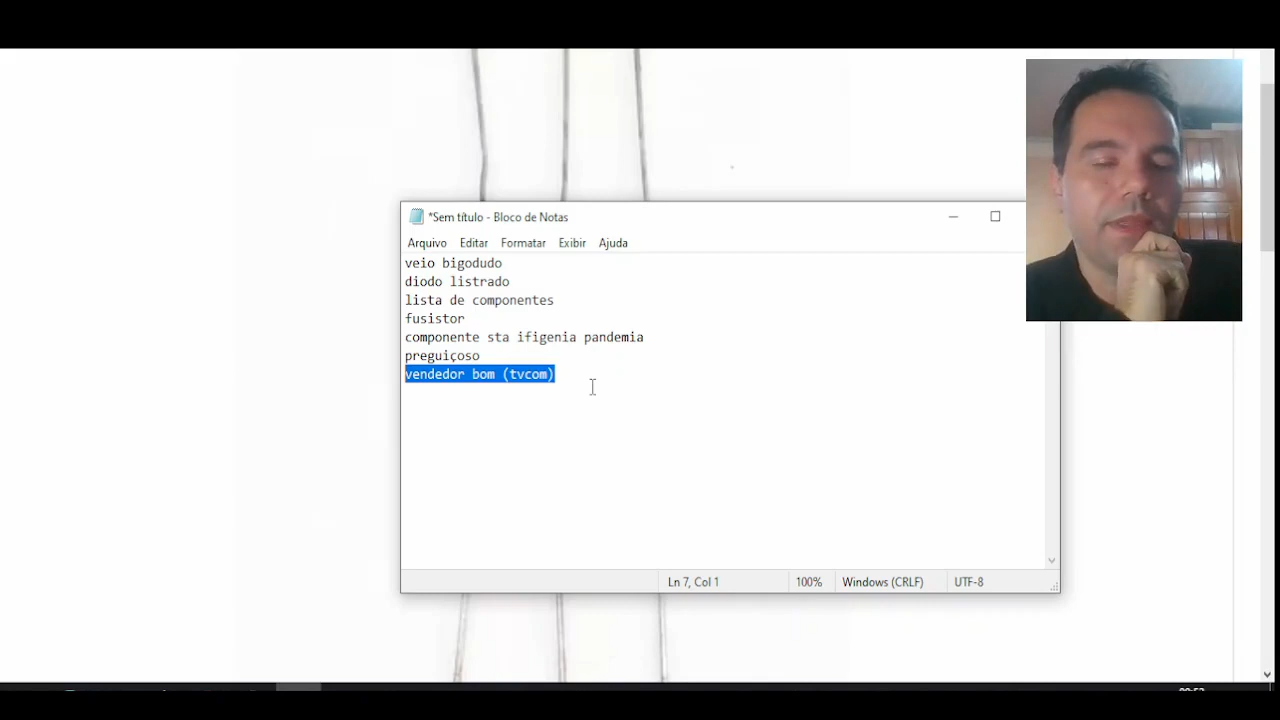 *Sem título - Bloco de Notas
Arquivo Editar Formatar Exibir Ajuda
veio bigodudo
diodo listrado
lista de componentes
fusistor
componente sta ifigenia pandemia
preguiçoso
vendedor bom (tvcom)
Ln 7, Col 1 100% Windows (CRLF) UTF-8